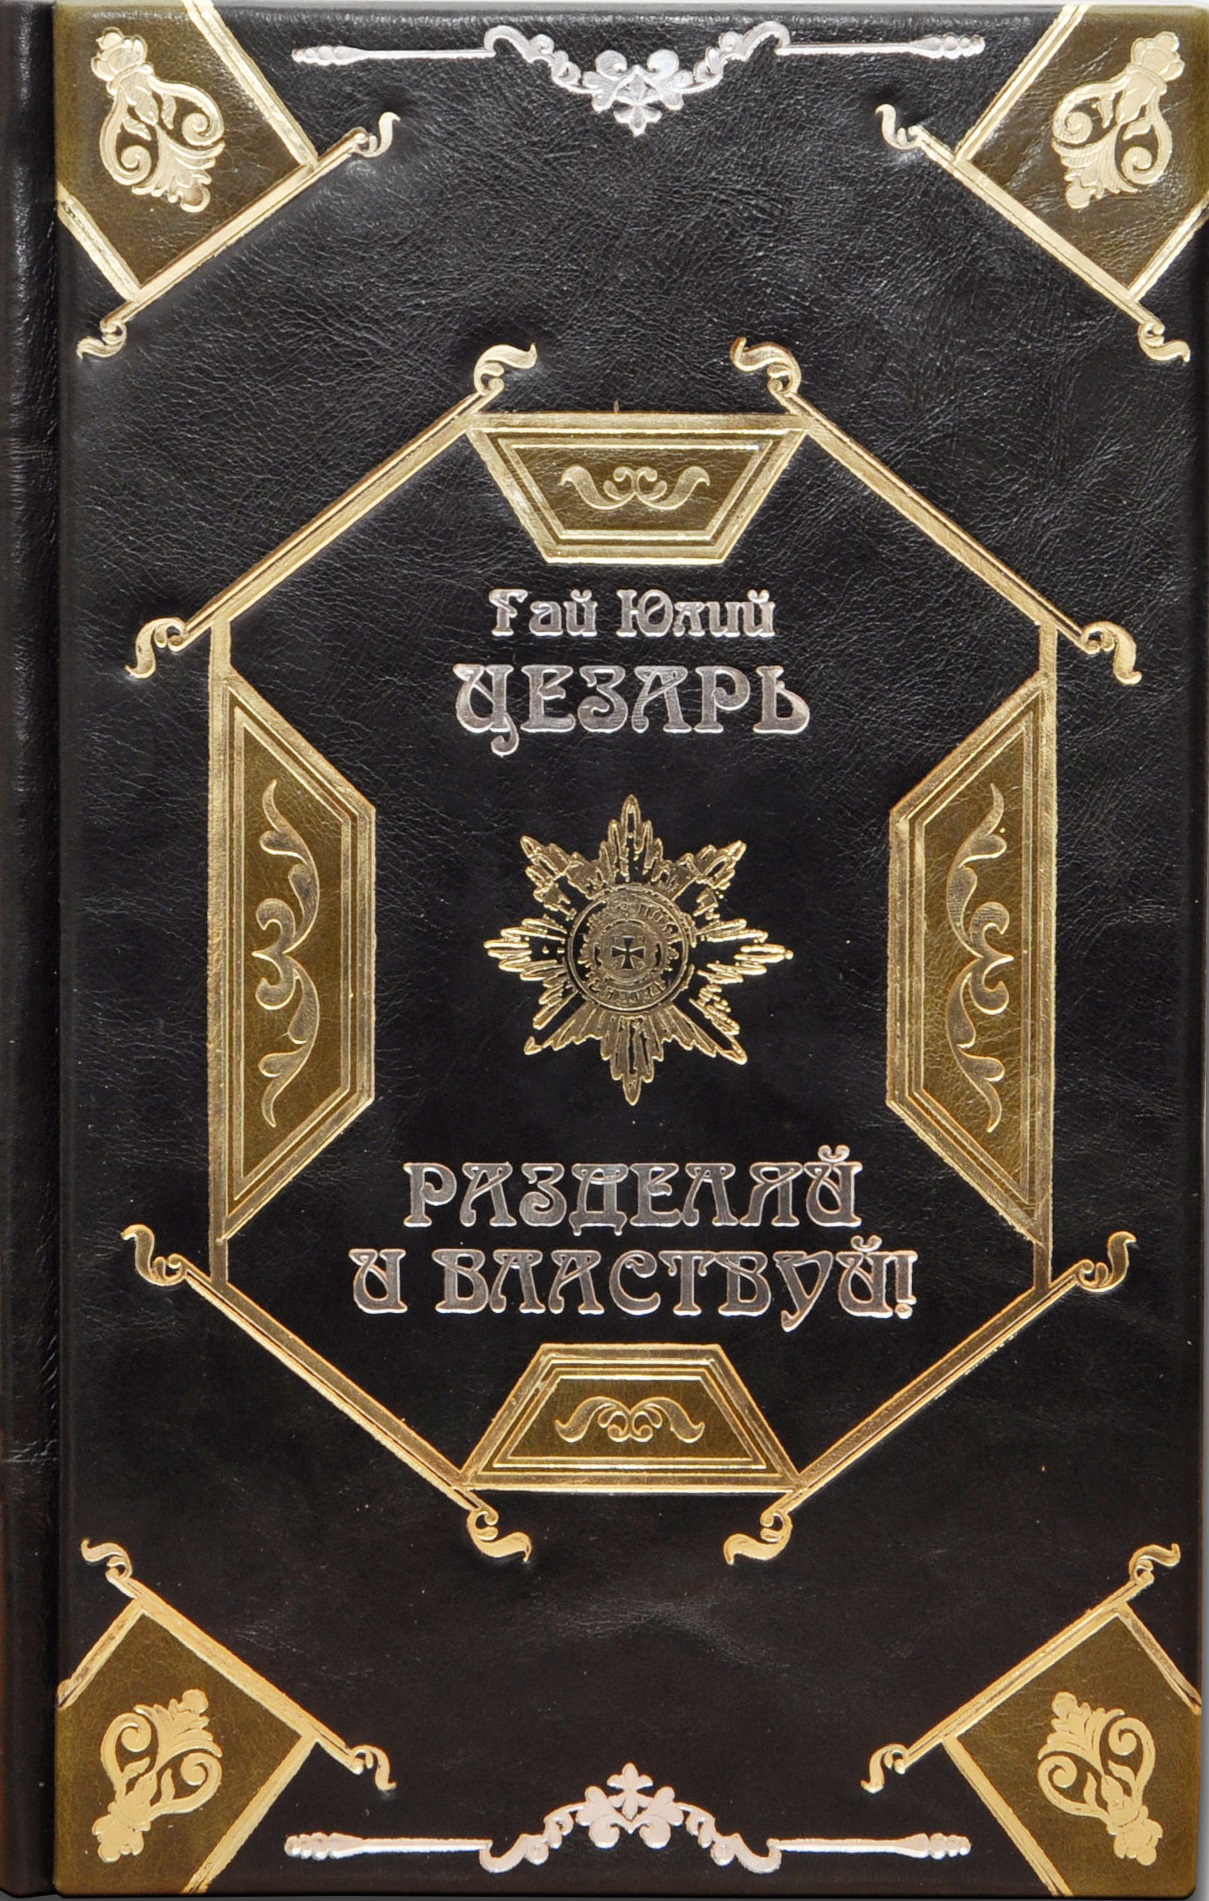 Гай Юлий
ЦЕЗАРЬ
РАЗДЕЛЯЙ
И ВЛАСТВУЙ!